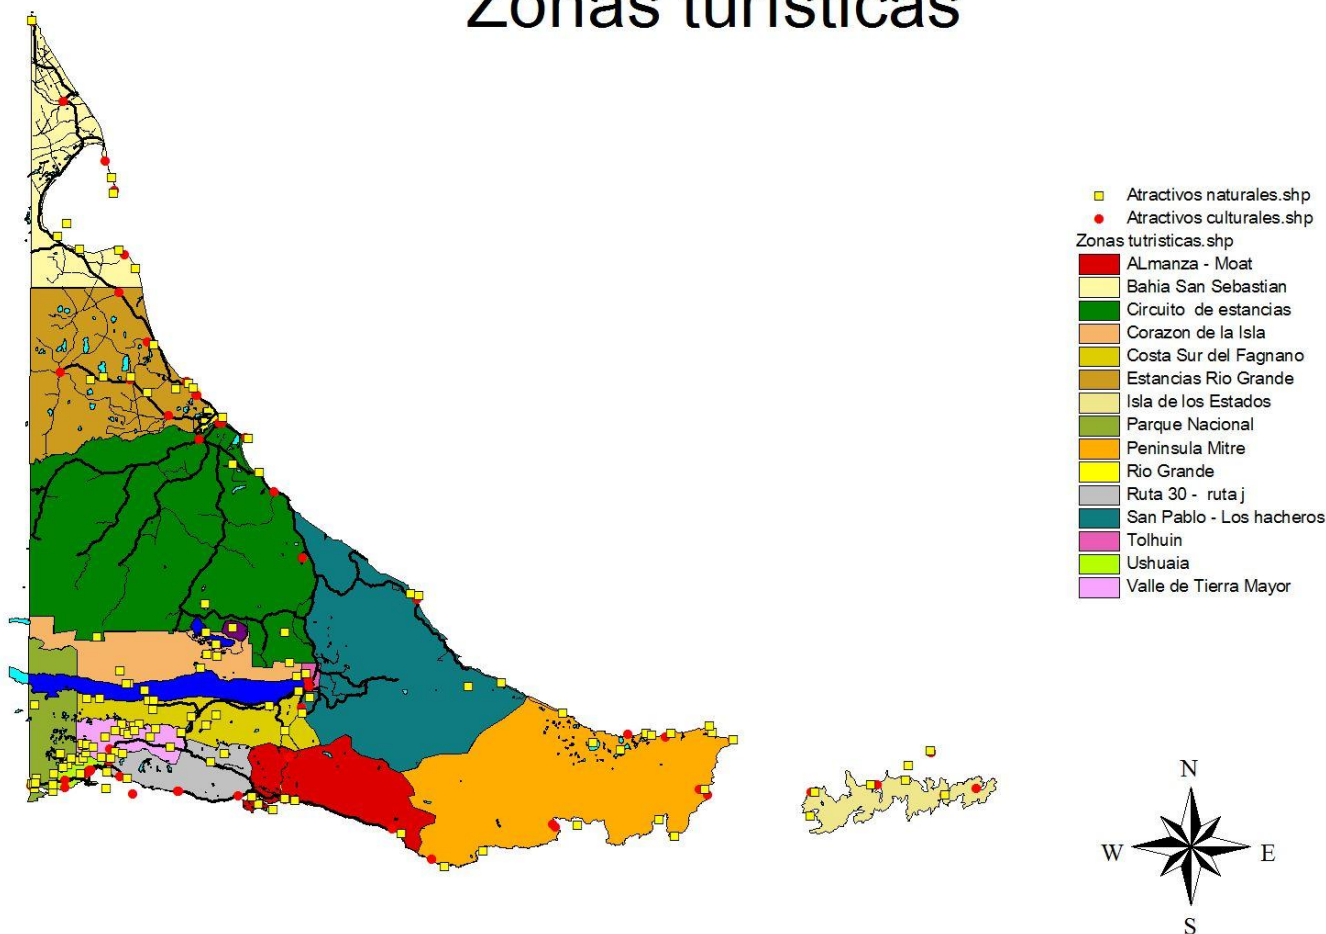 Zonas turísticas
Atractivos naturales.shp
Atractivos culturales.shp
Zonas tutristicas.shp
ALmanza - Moat
Bahia San Sebastian
Circuito de estancias
Corazon de la Isla
Costa Sur del Fagnano
Estancias Rio Grande
Isla de los Estados
Parque Nacional
Peninsula Mitre
Rio Grande
Ruta 30 - ruta j
San Pablo - Los hacheros
Tolhuin
Ushuaia
Valle de Tierra Mayor
N
W E
S